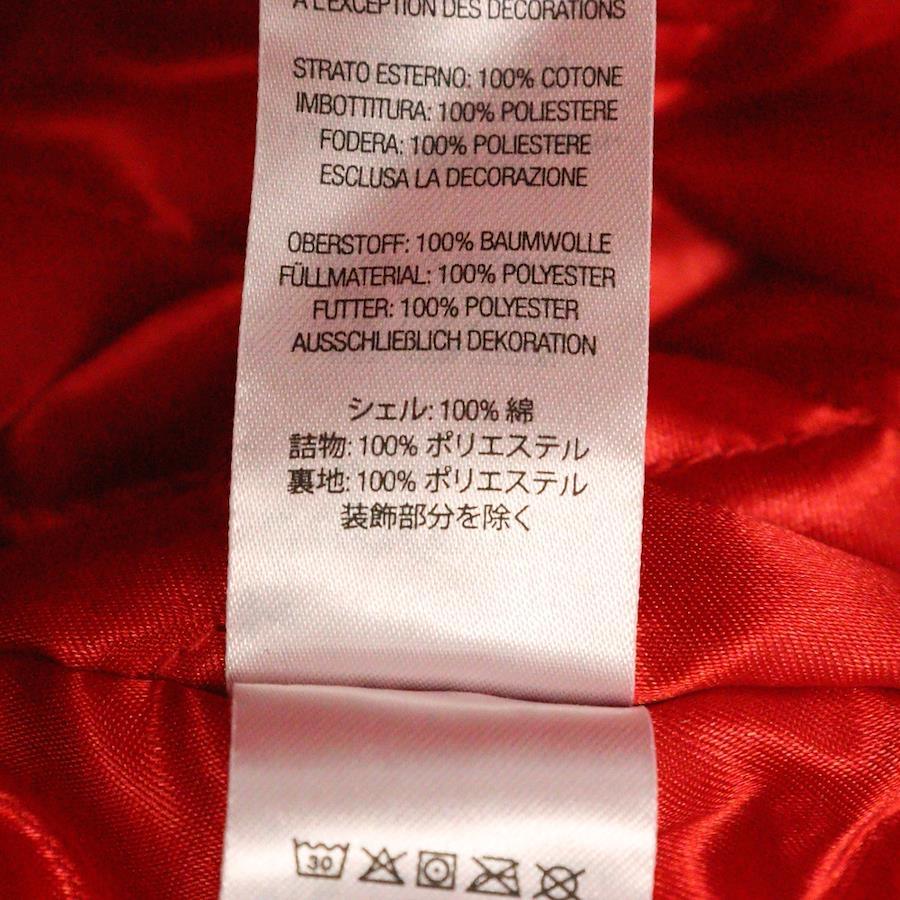 À L'EXCEPTION DES DÉCORATIONS
STRATO ESTERNO: 100% COTONE
IMBOTTITURA: 100% POLIESTERE
FODERA: 100% POLIESTERE
ESCLUSA LA DECORAZIONE
OBERSTOFF: 100% BAUMWOLLE
FÜLLMATERIAL: 100% POLYESTER
FUTTER: 100% POLYESTER
AUSSCHLIEßLICH DEKORATION
シェル: 100% 綿
詰物: 100% ポリエステル
裏地: 100% ポリエステル
装飾部分を除く
30